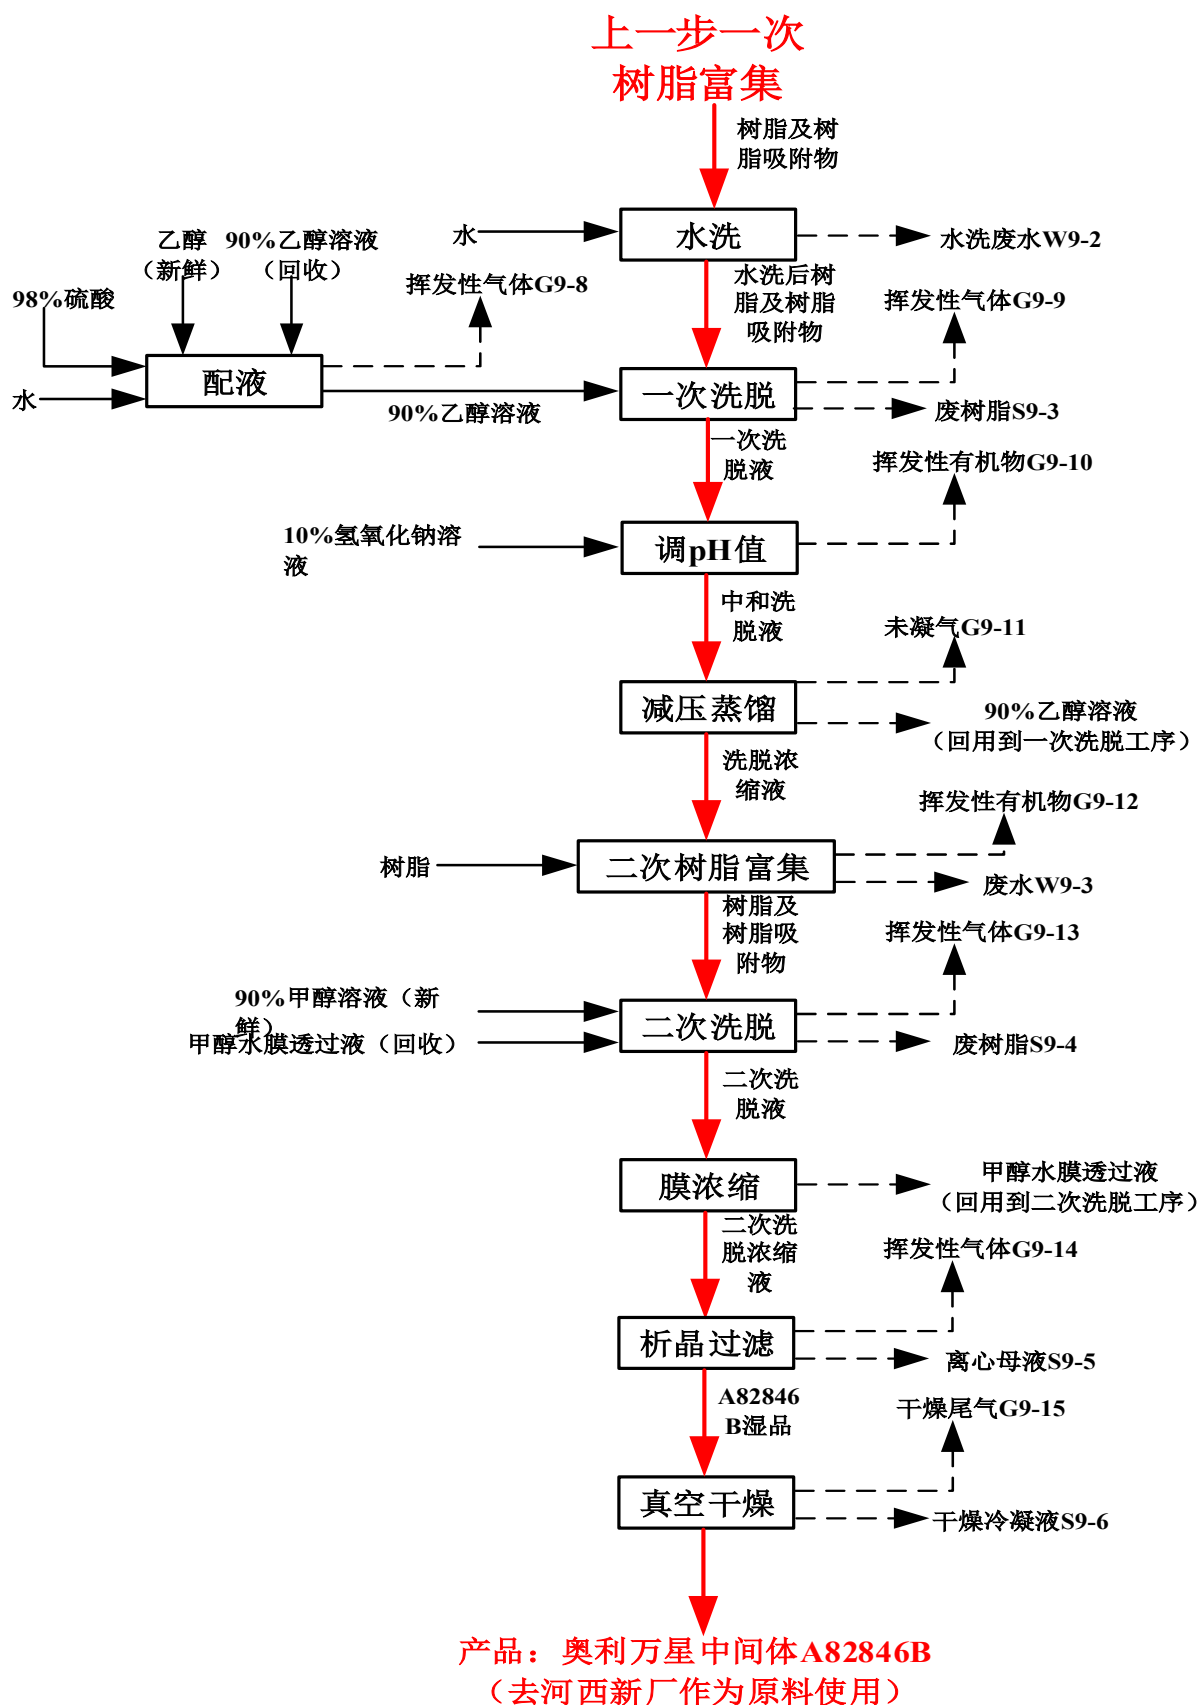 上一步一次
树脂富集
树脂及树
脂吸附物
水
水洗
水洗废水W9-2
乙醇
（新鲜）
90%乙醇溶液
（回收）
98%硫酸
水
配液
挥发性气体G9-8
90%乙醇溶液
水洗后树
脂及树脂
吸附物
挥发性气体G9-9
一次洗脱
废树脂S9-3
一次洗
脱液
挥发性有机物G9-10
10%氢氧化钠溶
液
调pH值
中和洗
脱液
未凝气G9-11
减压蒸馏
90%乙醇溶液
（回用到一次洗脱工序）
洗脱浓
缩液
挥发性有机物G9-12
树脂
二次树脂富集
废水W9-3
树脂及
树脂吸
附物
挥发性气体G9-13
90%甲醇溶液（新
鲜）
甲醇水膜透过液（回收）
二次洗脱
废树脂S9-4
二次洗
脱液
膜浓缩
甲醇水膜透过液
（回用到二次洗脱工序）
二次洗
脱浓缩
液
挥发性气体G9-14
析晶过滤
离心母液S9-5
A82846
B湿品
干燥尾气G9-15
真空干燥
干燥冷凝液S9-6
产品：奥利万星中间体A82846B
（去河西新厂作为原料使用）